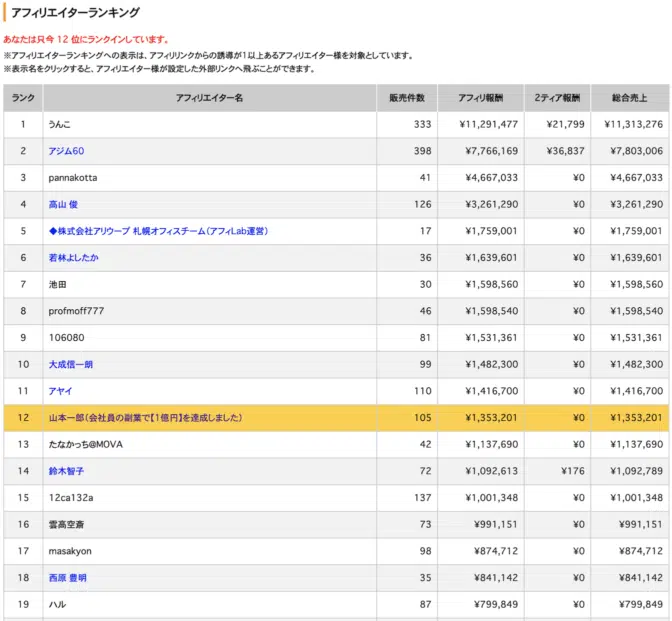 アフィリエイターランキング
あなたは只今 12 位にランクインしています。
※アフィリエイターランキングへの表示は、アフィリリンクからの誘導が1以上あるアフィリエイター様を対象としています。
※表示名をクリックすると、アフィリエイター様が設定した外部リンクへ飛ぶことができます。
ランク アフィリエイター名 販売件数 アフィリ報酬 2ティア報酬 総合売上
1 うんこ 333 ¥11,291,477 ¥21,799 ¥11,313,276
2 アジム60 398 ¥7,766,169 ¥36,837 ¥7,803,006
3 pannakotta 41 ¥4,667,033 ¥0 ¥4,667,033
4 高山 俊 126 ¥3,261,290 ¥0 ¥3,261,290
5 ◆株式会社アリウープ 札幌オフィスチーム(アフィLab運営) 17 ¥1,759,001 ¥0 ¥1,759,001
6 若林よしたか 36 ¥1,639,601 ¥0 ¥1,639,601
7 池田 30 ¥1,598,560 ¥0 ¥1,598,560
8 profmoff777 46 ¥1,598,540 ¥0 ¥1,598,540
9 106080 81 ¥1,531,361 ¥0 ¥1,531,361
10 大成信一朗 99 ¥1,482,300 ¥0 ¥1,482,300
11 アヤイ 110 ¥1,416,700 ¥0 ¥1,416,700
12 山本一郎(会社員の副業で【1億円】を達成しました) 105 ¥1,353,201 ¥0 ¥1,353,201
13 たなかっち@MOVA 42 ¥1,137,690 ¥0 ¥1,137,690
14 鈴木智子 72 ¥1,092,613 ¥176 ¥1,092,789
15 12ca132a 137 ¥1,001,348 ¥0 ¥1,001,348
16 雲高空斎 73 ¥991,151 ¥0 ¥991,151
17 masakyon 98 ¥874,712 ¥0 ¥874,712
18 西原 豊明 35 ¥841,142 ¥0 ¥841,142
19 ハル 87 ¥799,849 ¥0 ¥799,849